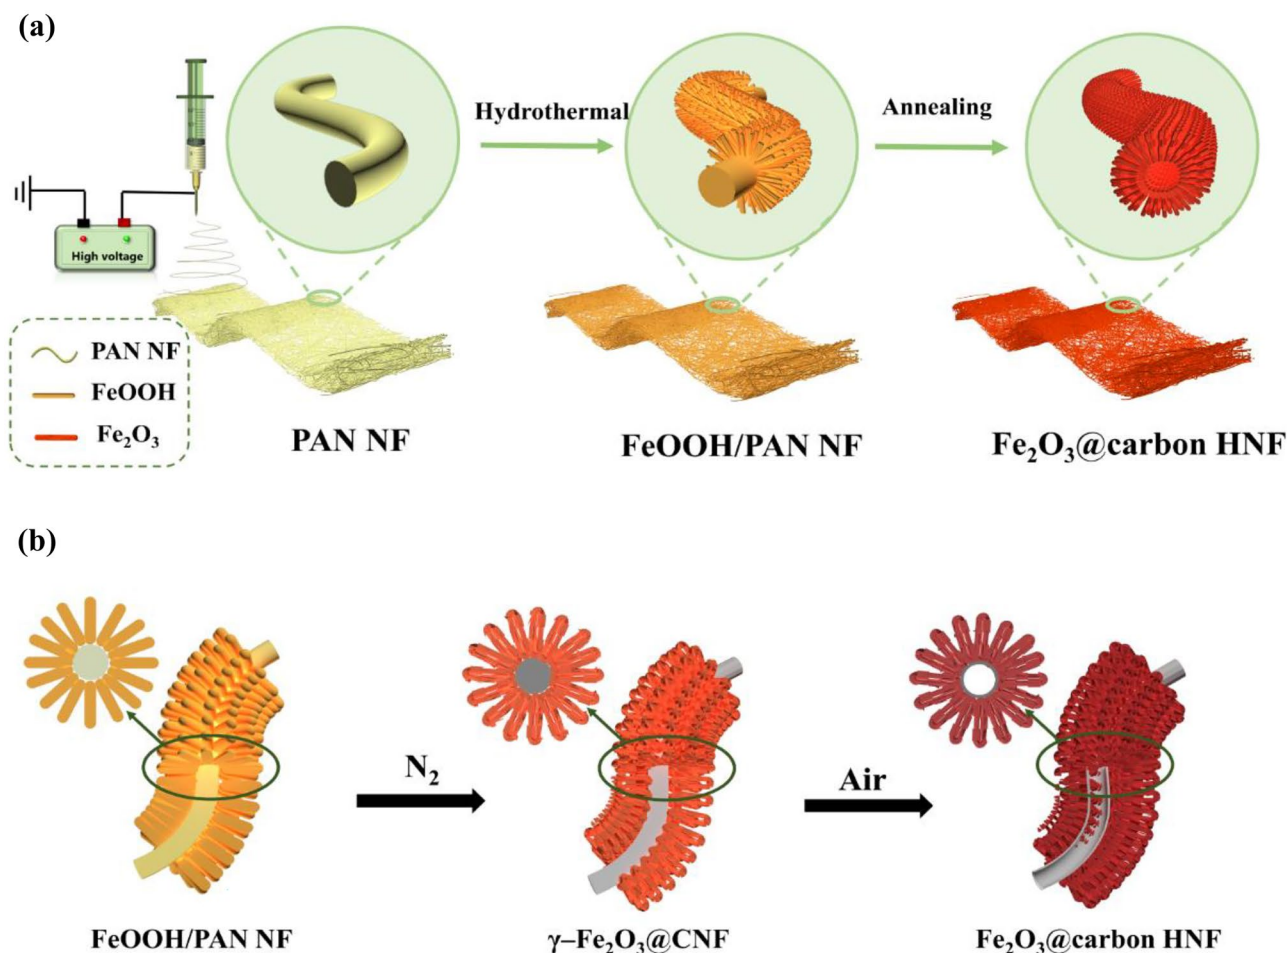 (a)
Hydrothermal
Annealing
High voltage
PAN NF
FeOOH
Fe₂O₃
PAN NF
FeOOH/PAN NF
Fe₂O₃@carbon HNF
(b)
N₂
Air
FeOOH/PAN NF
γ–Fe₂O₃@CNF
Fe₂O₃@carbon HNF